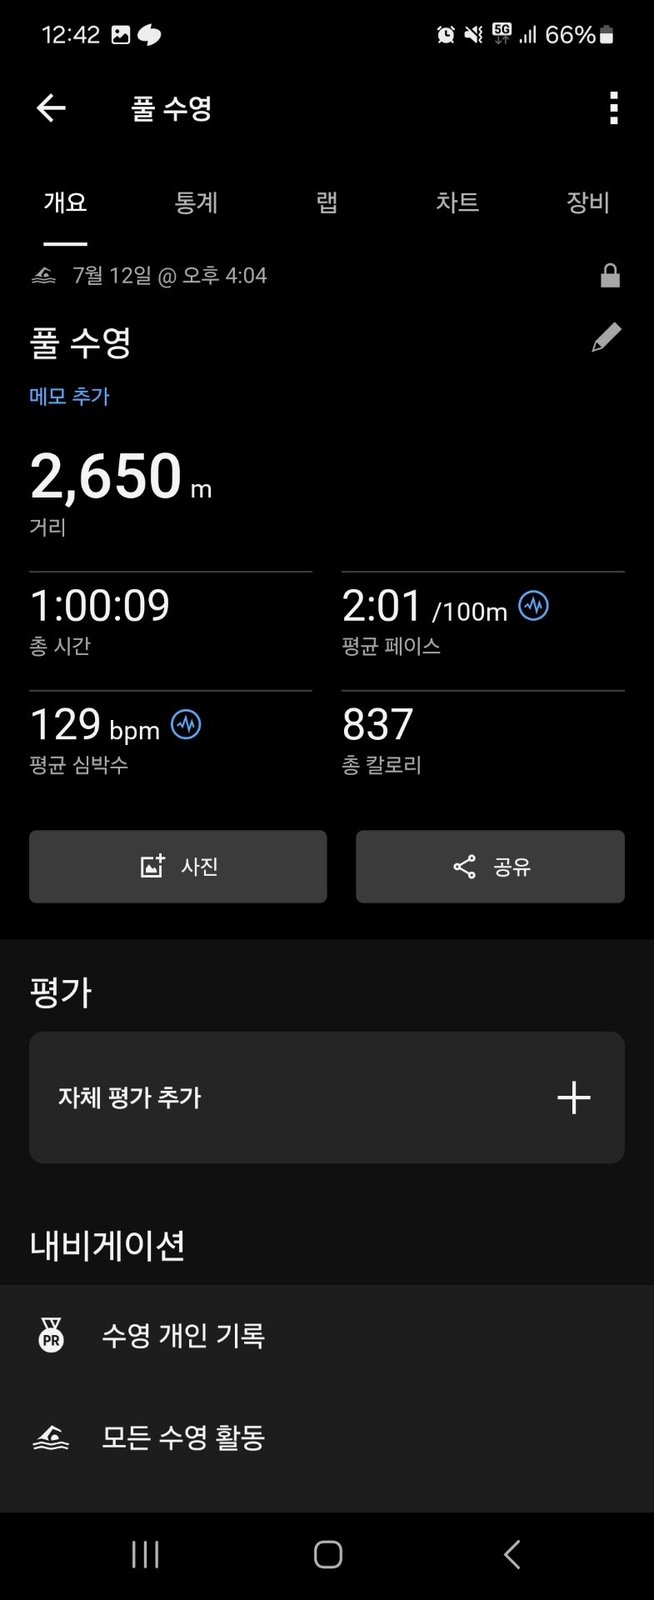 12:42 5G 66%
풀 수영
개요 통계 랩 차트 장비
7월 12일 @ 오후 4:04
풀 수영
메모 추가
2,650 m
거리
1:00:09 2:01 /100m
총 시간 평균 페이스
129 bpm 837
평균 심박수 총 칼로리
사진 공유
평가
자체 평가 추가
내비게이션
PR 수영 개인 기록
모든 수영 활동